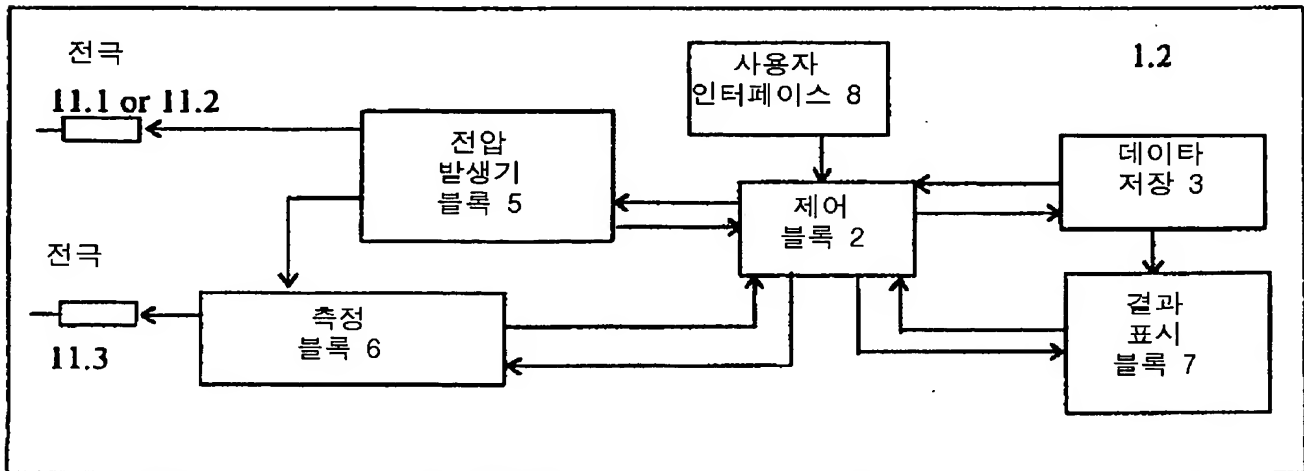 전극
11.1 or 11.2
전압
발생기
블록 5
사용자
인터페이스 8
1.2
데이타
저장 3
제어
블록 2
전극
11.3
측정
블록 6
결과
표시
블록 7